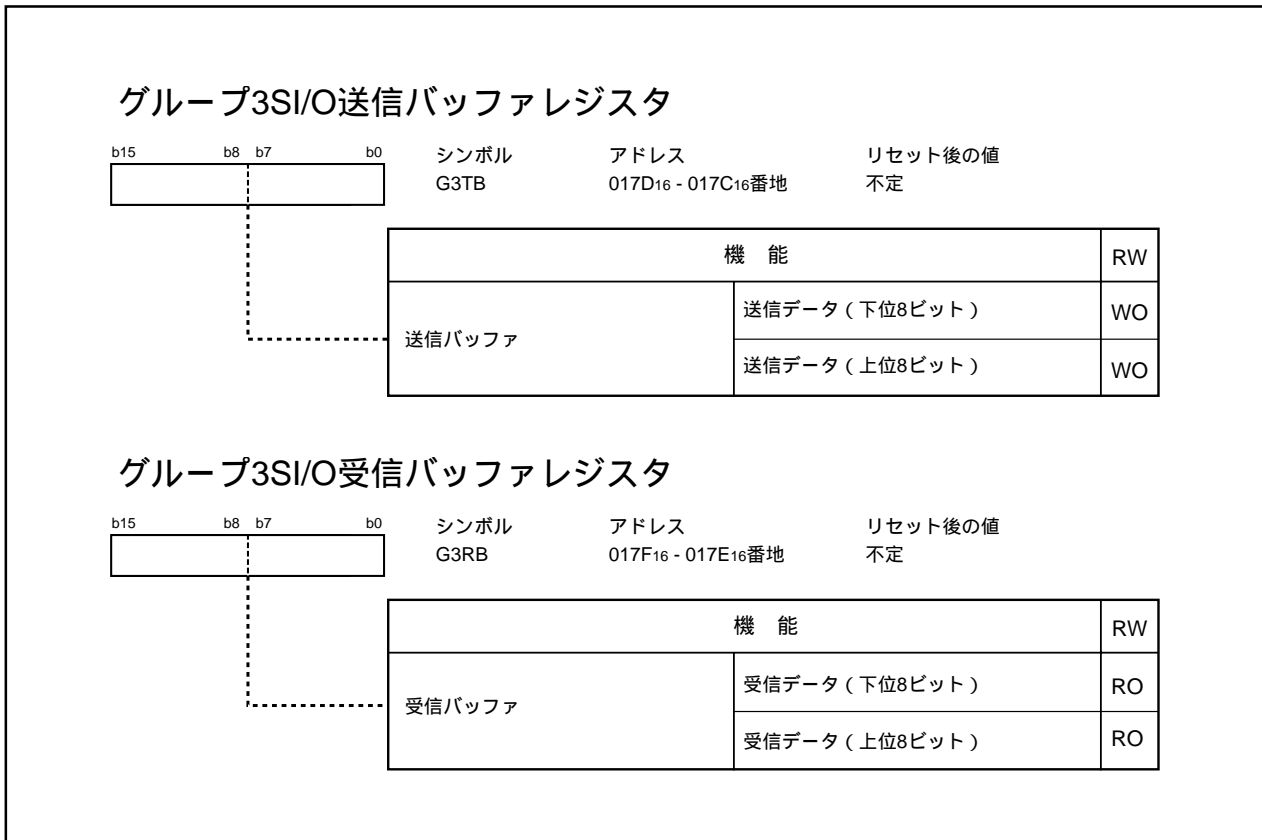 グループ3SI/O送信バッファレジスタ
b15 b8 b7 b0 シンボル アドレス リセット後の値
G3TB 017D16 - 017C16番地 不定
機 能 RW
送信バッファ
送信データ（下位8ビット） WO
送信データ（上位8ビット） WO
グループ3SI/O受信バッファレジスタ
b15 b8 b7 b0 シンボル アドレス リセット後の値
G3RB 017F16 - 017E16番地 不定
機 能 RW
受信バッファ
受信データ（下位8ビット） RO
受信データ（上位8ビット） RO